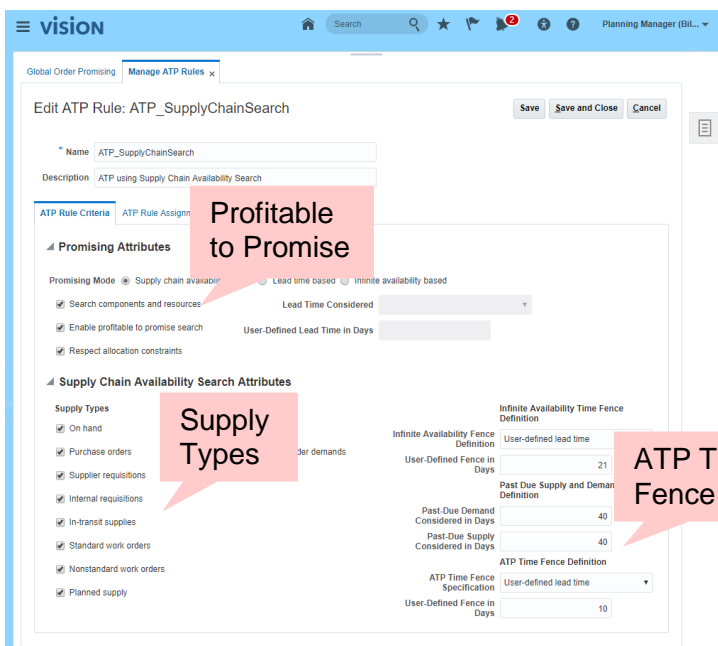 vision
Search
2
Planning Manager (Bil...
Global Order Promising
Manage ATP Rules x
Edit ATP Rule: ATP_SupplyChainSearch
Save
Save and Close
Cancel
* Name ATP_SupplyChainSearch
Description ATP using Supply Chain Availability Search
ATP Rule Criteria
ATP Rule
Profitable
to Promise
Promising Attributes
Promising Mode
Supply chain
Lead time based
Infinite availability based
Search components and resources
Lead Time Considered
Enable profitable to promise search
User-Defined Lead Time in Days
Respect allocation constraints
Supply Chain Availability Search Attributes
Supply Types
Infinite Availability Time Fence
Definition
On hand
Supply
Types
Infinite Availability Fence
Definition
User-defined lead time
Purchase orders
demands
User-Defined Fence in
Days
21
ATP T
Fence
Supplier requisitions
Past Due Supply and
Definition
Internal requisitions
In-transit supplies
Past-Due Demand
Considered in Days
40
Past-Due Supply
Considered in Days
40
Standard work orders
ATP Time Fence Definition
Nonstandard work orders
ATP Time Fence
Specification
User-defined lead time
Planned supply
User-Defined Fence in
Days
10